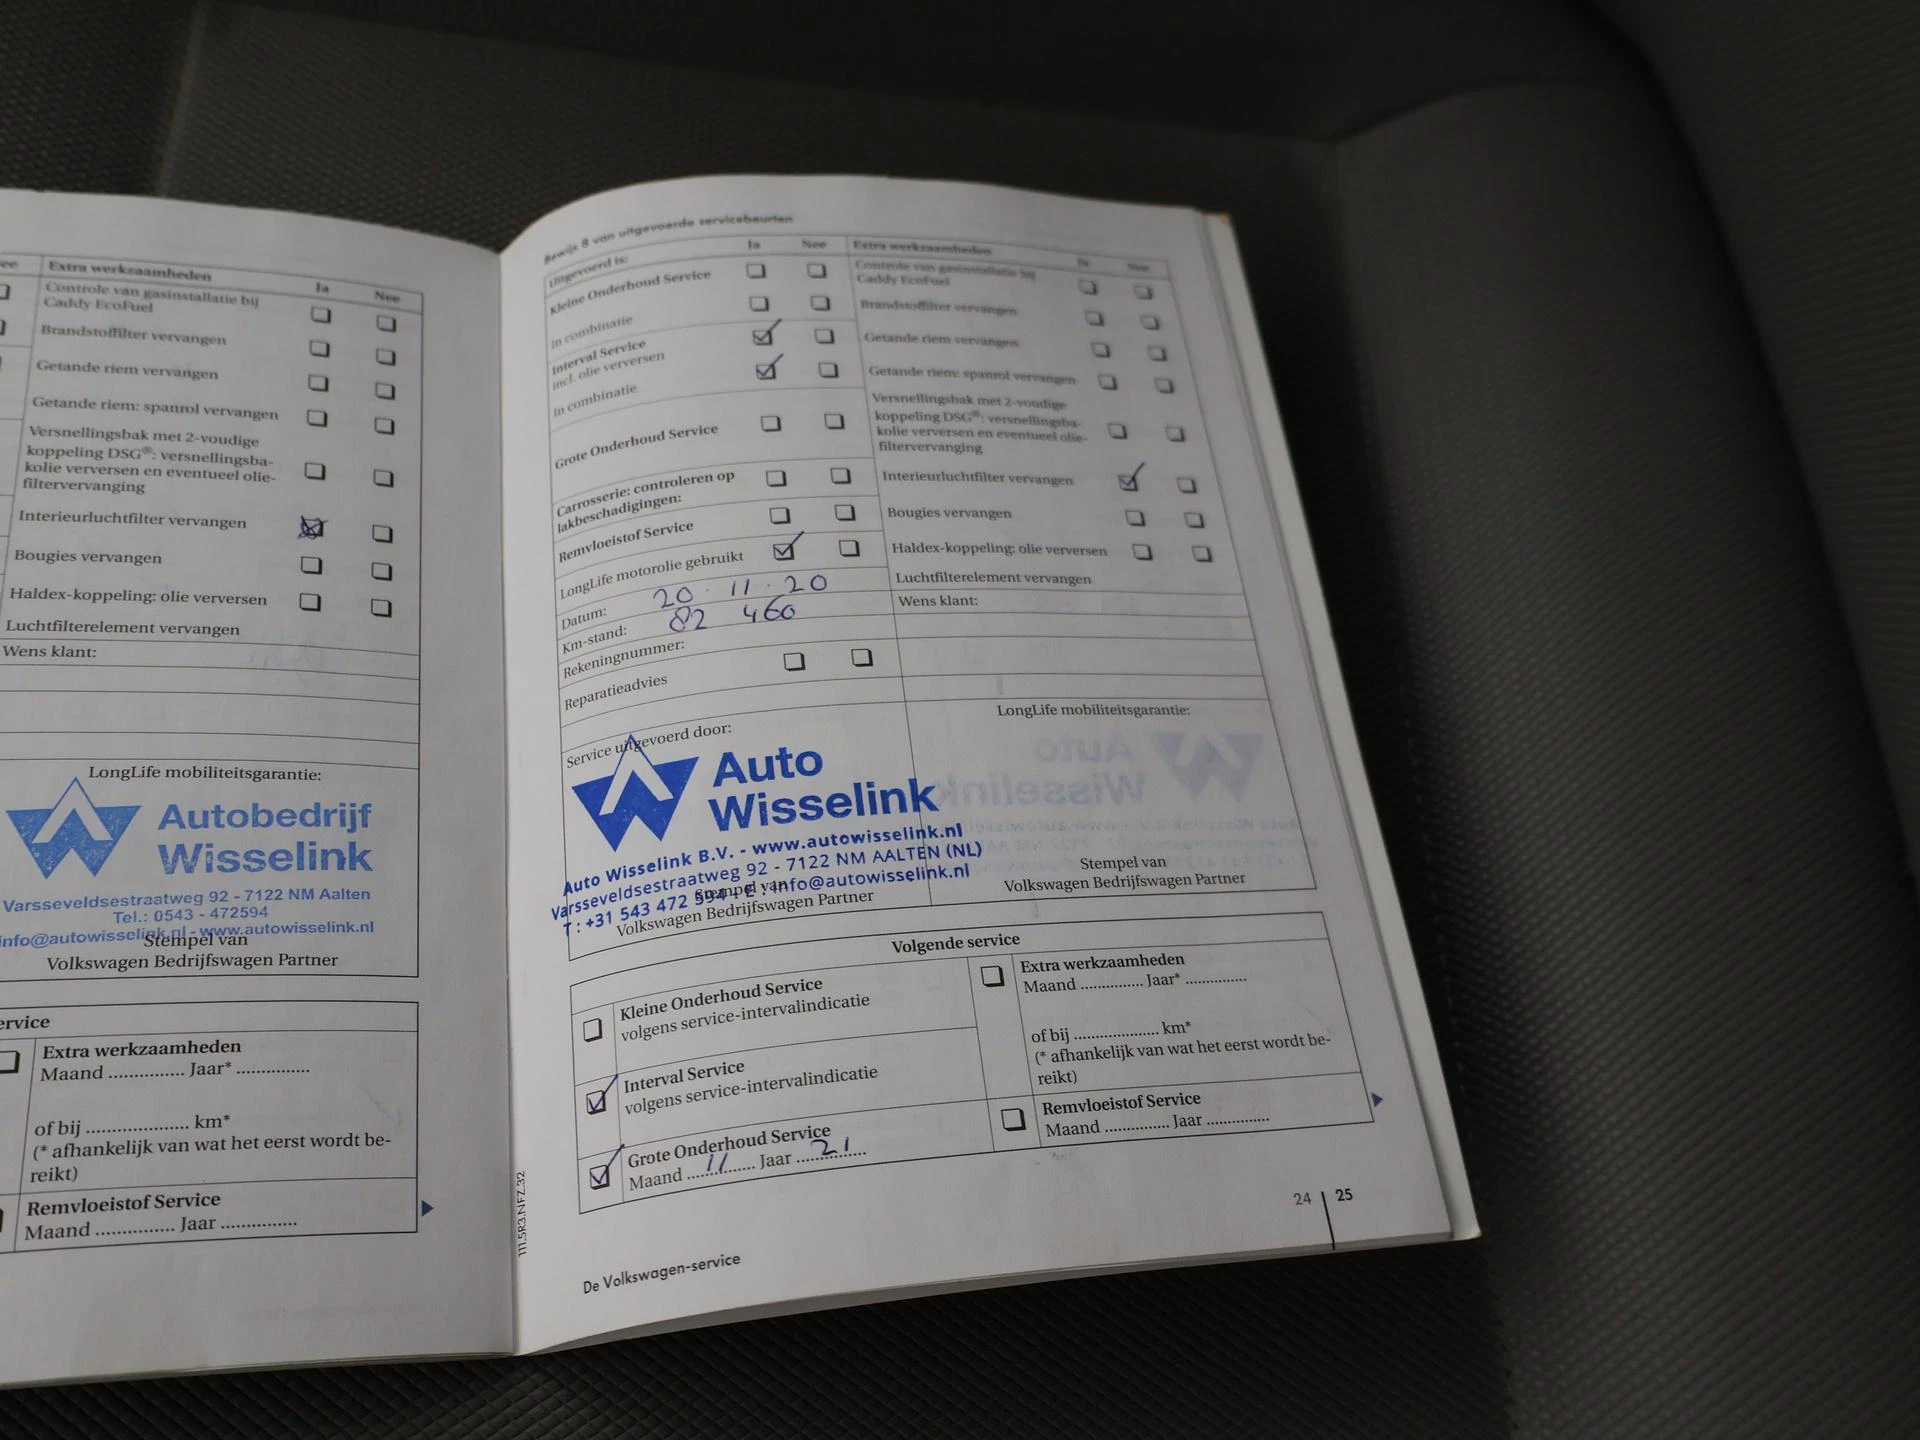 Extra werkzaamheden
Ja
Nee
Controle van gasinstallatie bij
Caddy EcoFuel
Brandstoffilter vervangen
Getande riem vervangen
Getande riem: spanrol vervangen
Versnellingsbak met 2-voudige
koppeling DSG®: versnellingsba-
kolie verversen en eventueel olie-
filtervervanging
Interieurluchtfilter vervangen
Bougies vervangen
Haldex-koppeling: olie verversen
Luchtfilterelement vervangen
Wens klant:
LongLife mobiliteitsgarantie:
Autobedrijf
Wisselink
Varsseveldsestraatweg 92 - 7122 NM Aalten
Tel.: 0543 - 472594
info@autowisselink.nl - www.autowisselink.nl
Stempel van
Volkswagen Bedrijfswagen Partner
Extra werkzaamheden
Maand ............... Jaar* ...............
of bij ..................... km*
(* afhankelijk van wat het eerst wordt be-
reikt)
Remvloeistof Service
Maand ................ Jaar ................
Bewijs 8 van uitgevoerde servicebeurten
Uitgevoerd is:
Ja
Nee
Kleine Onderhoud Service
In combinatie
Interval Service
incl. olie verversen
In combinatie
Grote Onderhoud Service
Carrosserie: controleren op
lakbeschadigingen:
Remvloeistof Service
LongLife motorolie gebruikt
Datum: 20 · 11 · 20
Km-stand: 82 460
Rekeningnummer:
Reparatieadvies
Extra werkzaamheden
Ja
Nee
Controle van gasinstallatie bij
Caddy EcoFuel
Brandstoffilter vervangen
Getande riem vervangen
Getande riem: spanrol vervangen
Versnellingsbak met 2-voudige
koppeling DSG®: versnellingsba-
kolie verversen en eventueel olie-
filtervervanging
Interieurluchtfilter vervangen
Bougies vervangen
Haldex-koppeling: olie verversen
Luchtfilterelement vervangen
Wens klant:
Service uitgevoerd door:
Auto
Wisselink
Auto Wisselink B.V. - www.autowisselink.nl
Varsseveldsestraatweg 92 - 7122 NM AALTEN (NL)
T: +31 543 472 594 - E: info@autowisselink.nl
Stempel van
Volkswagen Bedrijfswagen Partner
LongLife mobiliteitsgarantie:
Stempel van
Volkswagen Bedrijfswagen Partner
Volgende service
Kleine Onderhoud Service
volgens service-intervalindicatie
Interval Service
volgens service-intervalindicatie
Grote Onderhoud Service
Maand 11 Jaar 21
Extra werkzaamheden
Maand ............... Jaar* ...............
of bij ..................... km*
(* afhankelijk van wat het eerst wordt be-
reikt)
Remvloeistof Service
Maand ................ Jaar ................
111.5R3.NFZ.32
24 | 25
De Volkswagen-service